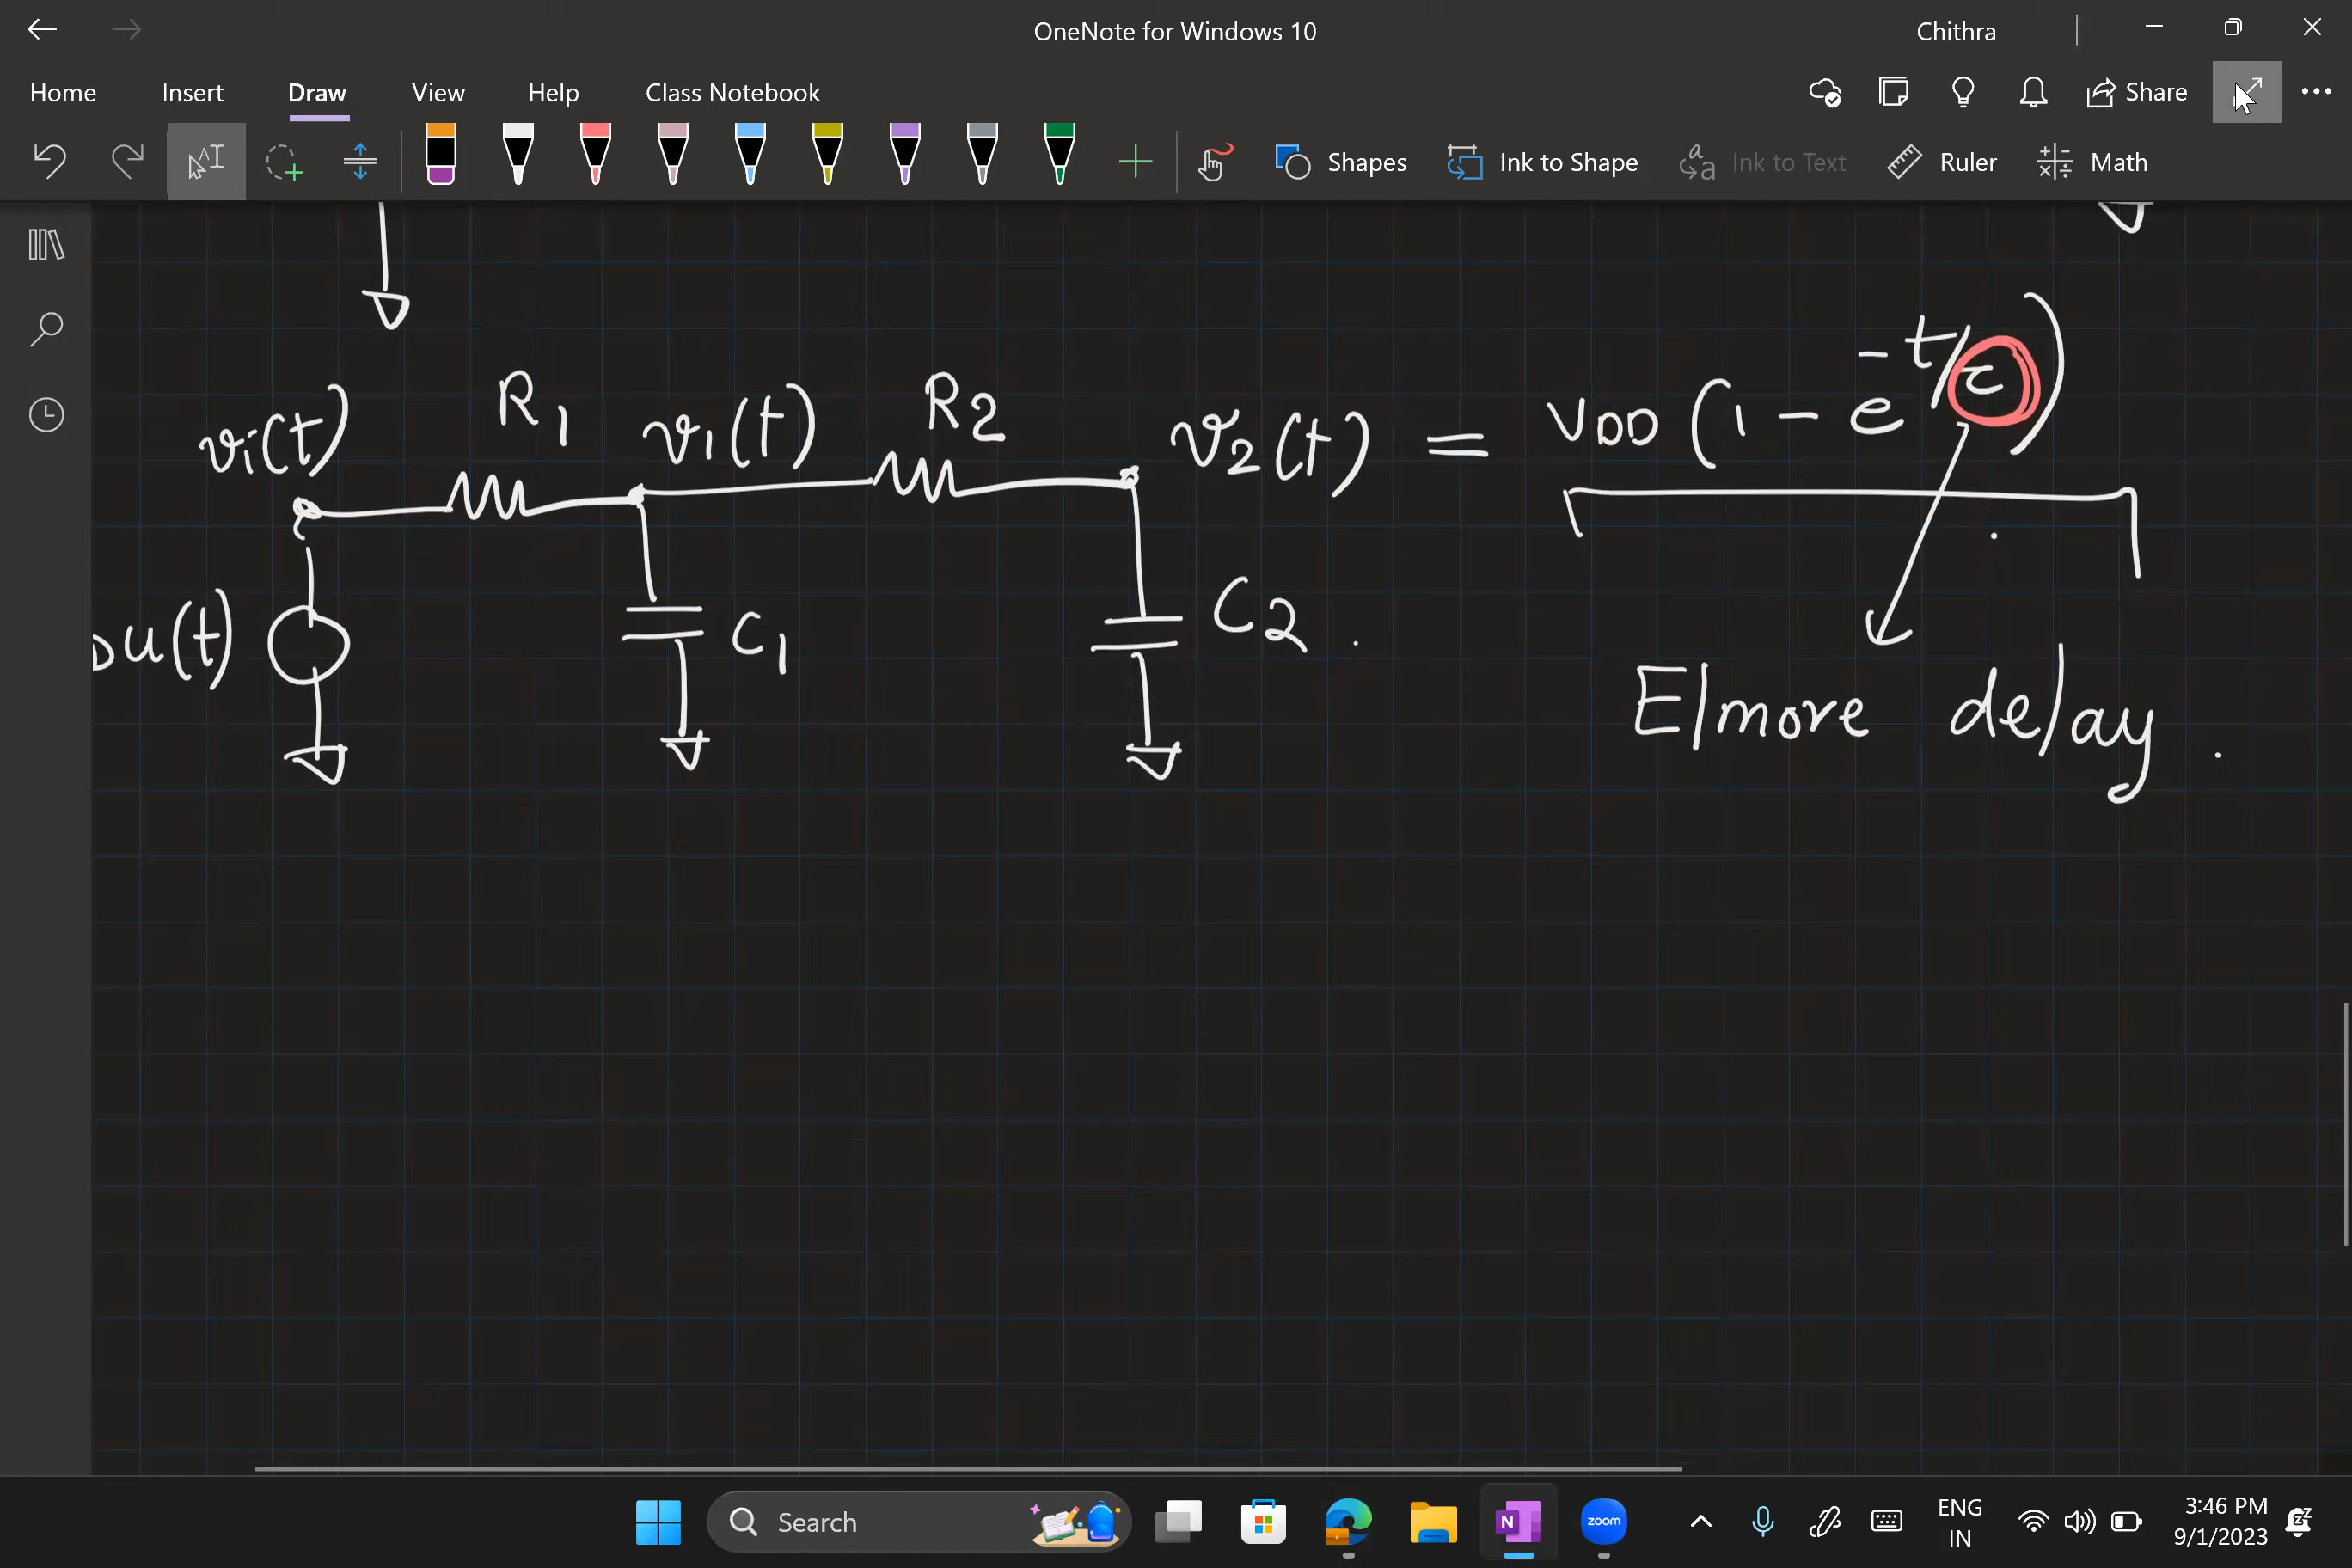 OneNote for Windows 10
Chithra
Home Insert Draw View Help Class Notebook
Share
Shapes Ink to Shape Ink to Text Ruler Math
vi(t) R1 v1(t) R2 v2(t) = VDD (1 - e^-t/τ)
Du(t) C1 C2
Elmore delay.
Search
zoom
ENG
IN
3:46 PM
9/1/2023